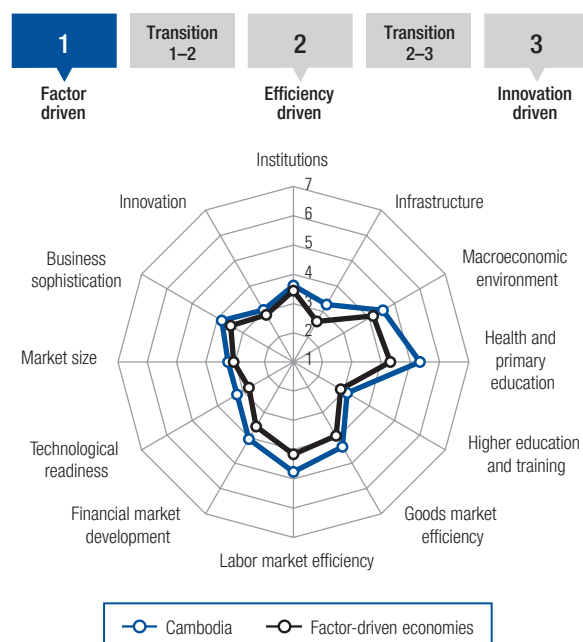 1
Transition
1–2
2
Transition
2–3
3
Factor
driven
Efficiency
driven
Innovation
driven
Institutions
Infrastructure
Macroeconomic
environment
Health and
primary
education
Higher education
and training
Goods market
efficiency
Labor market efficiency
Financial market
development
Technological
readiness
Market size
Business
sophistication
Innovation
7
6
5
4
3
2
1
Cambodia
Factor-driven economies